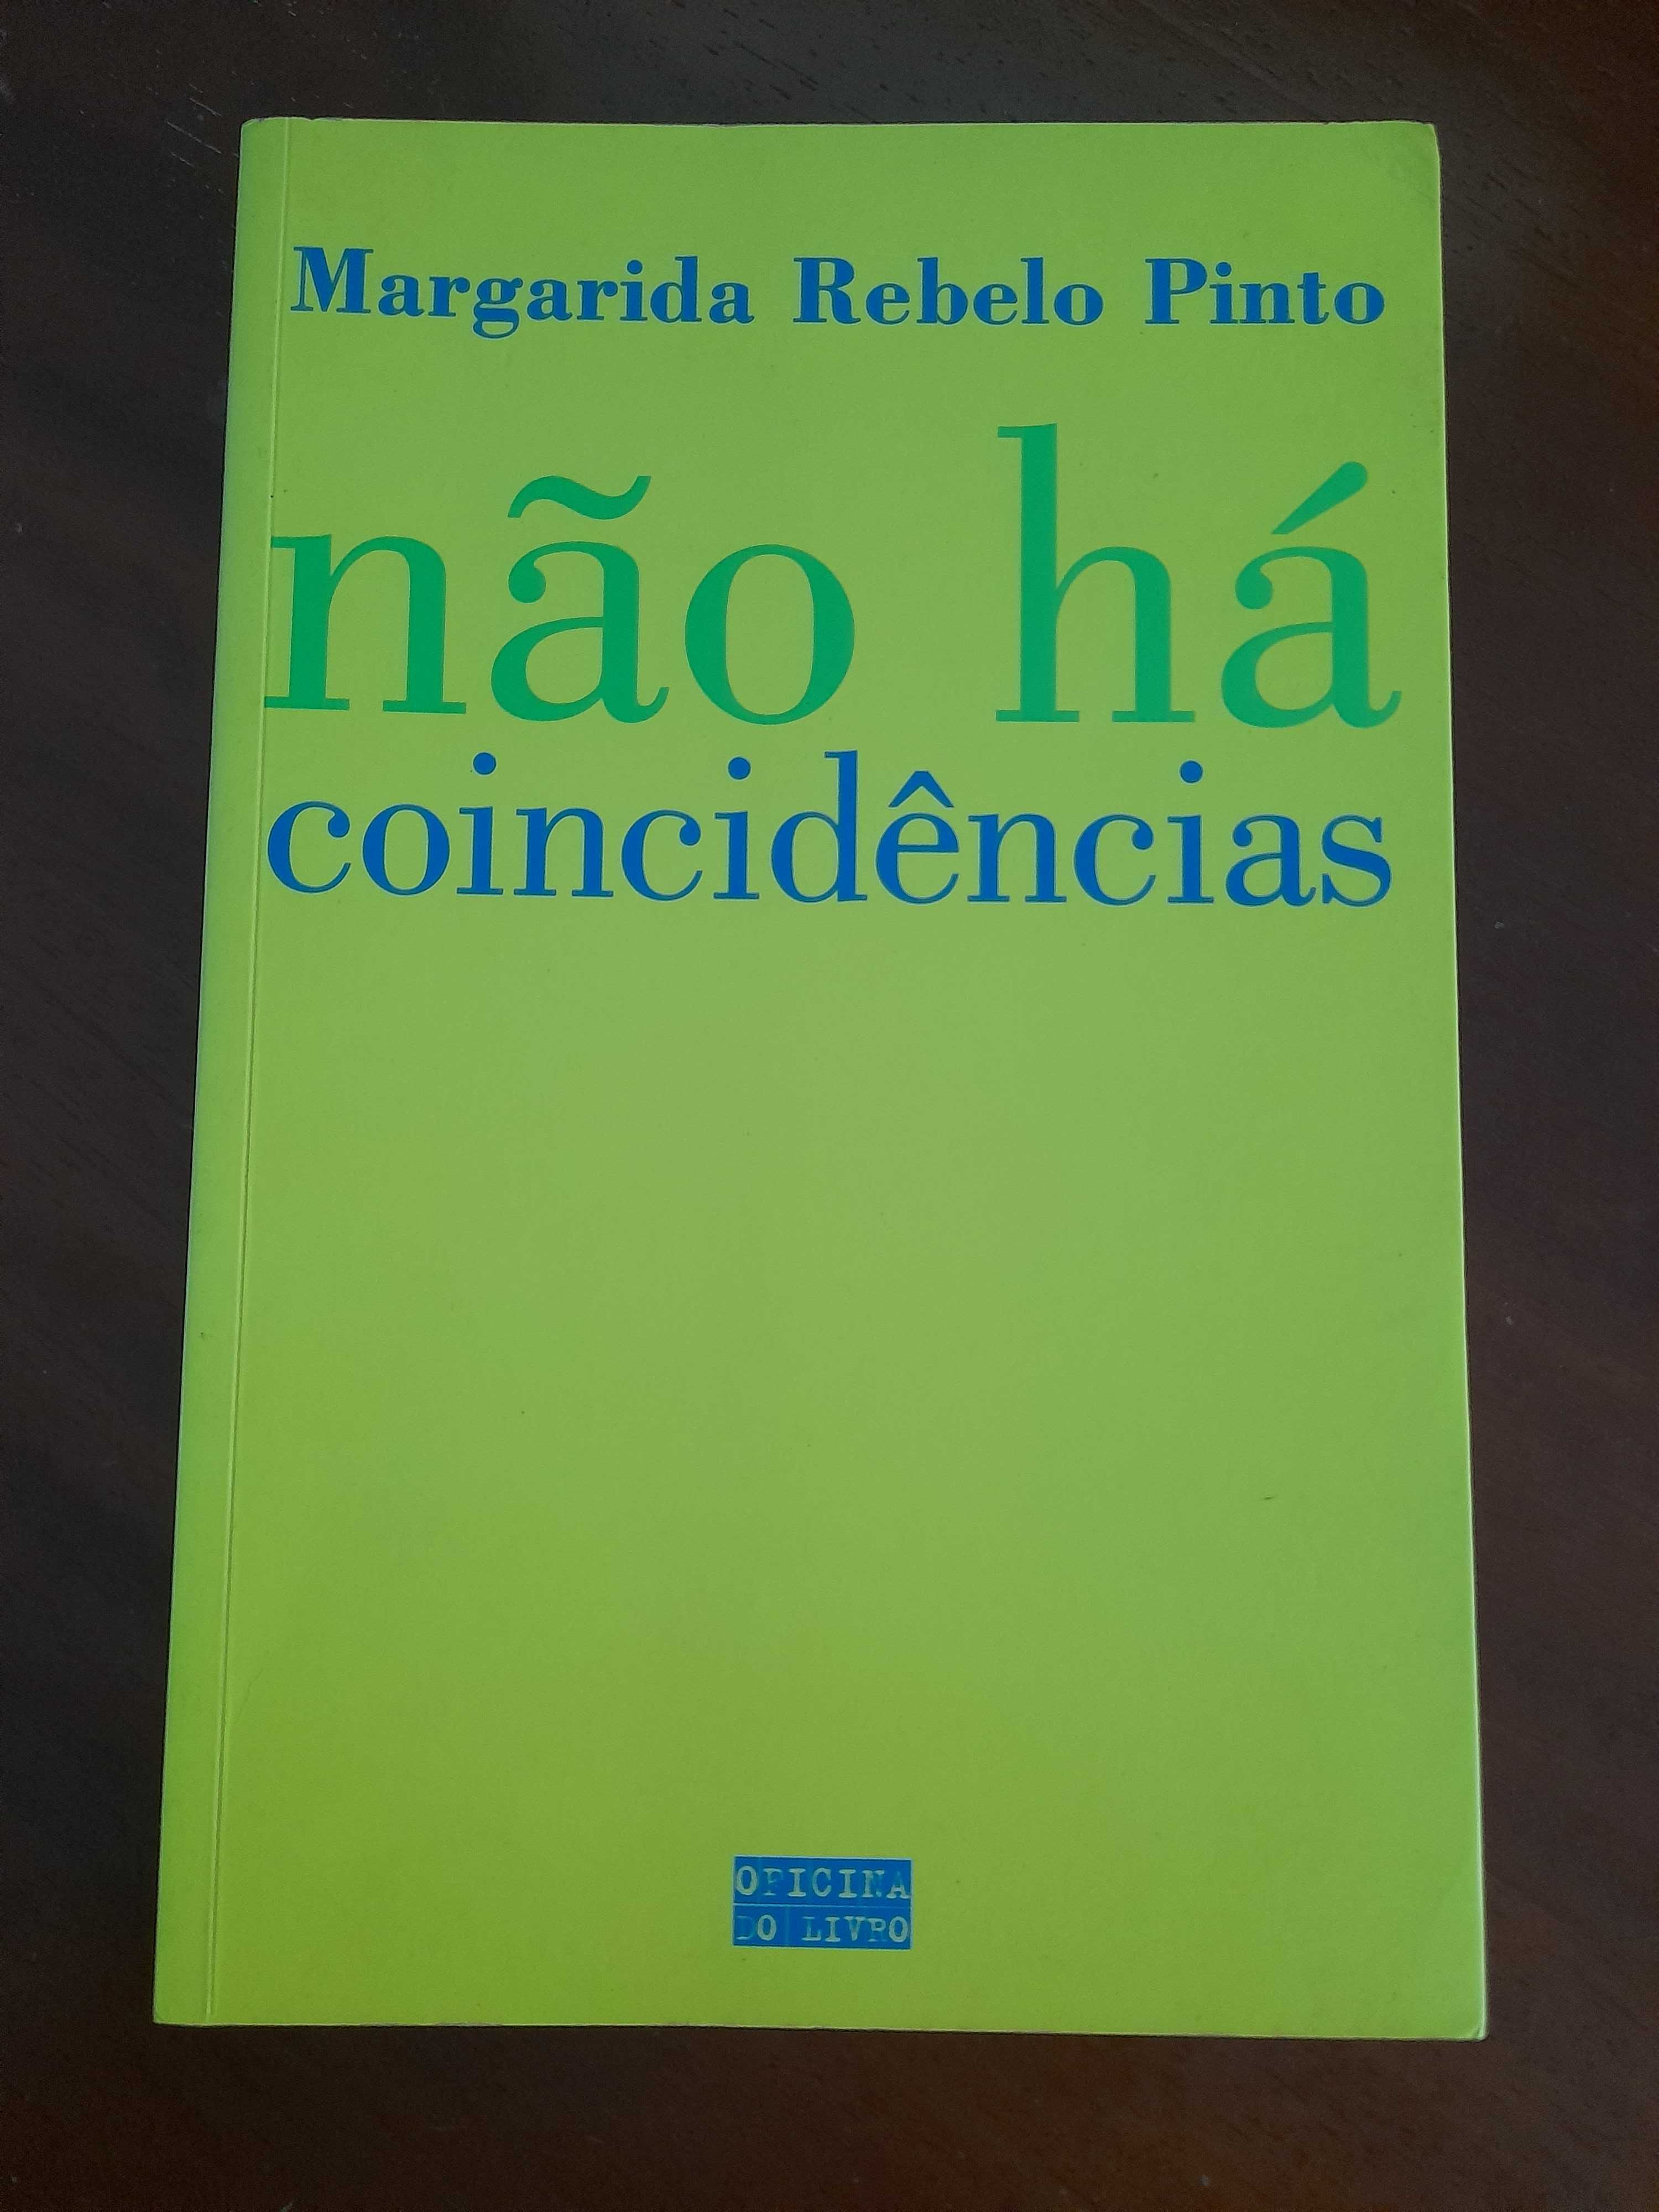 Margarida Rebelo Pinto
não há
coincidências
OFICINA
DO LIVRO